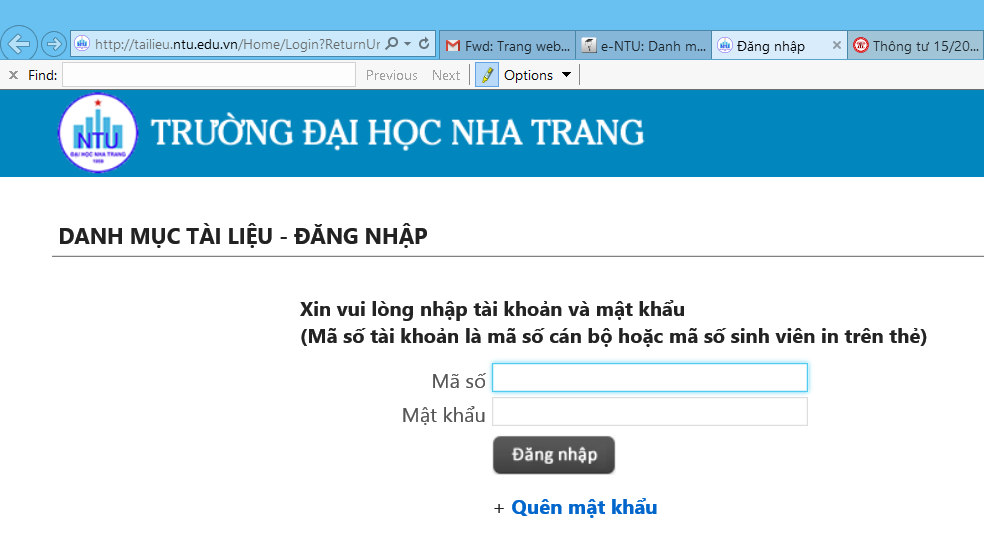 http://tailieu.ntu.edu.vn/Home/Login?ReturnUr
Fwd: Trang web...
e-NTU: Danh m...
Đăng nhập
Thông tư 15/20...
x Find:
Previous
Next
Options
NTU
ĐẠI HỌC NHA TRANG
1959
TRƯỜNG ĐẠI HỌC NHA TRANG
DANH MỤC TÀI LIỆU - ĐĂNG NHẬP
Xin vui lòng nhập tài khoản và mật khẩu
(Mã số tài khoản là mã số cán bộ hoặc mã số sinh viên in trên thẻ)
Mã số
Mật khẩu
Đăng nhập
+ Quên mật khẩu